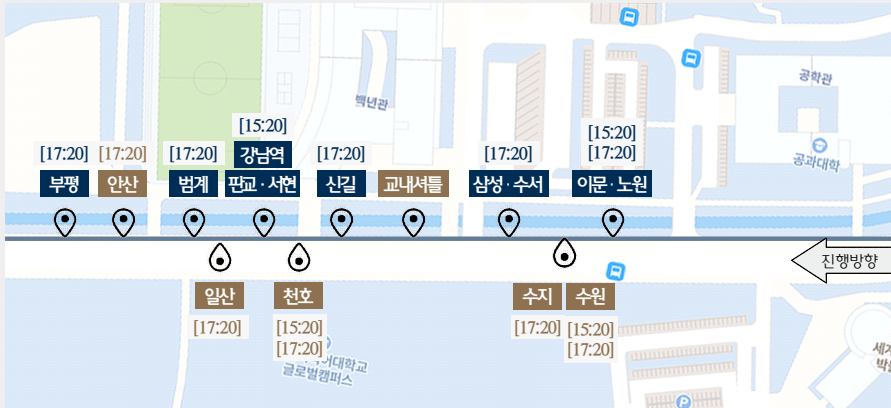 공학관
공과대학
백년관
[15:20]
[15:20]
[17:20]
[17:20]
[17:20]
[17:20]
[17:20]
[17:20]
강남역
부평
안산
범계
판교·서현
신길
교내셔틀
삼성·수서
이문·노원
진행방향
일산
천호
수지
수원
[17:20]
[15:20]
[17:20]
[17:20]
[15:20]
[17:20]
어대학교
글로벌캠퍼스
P